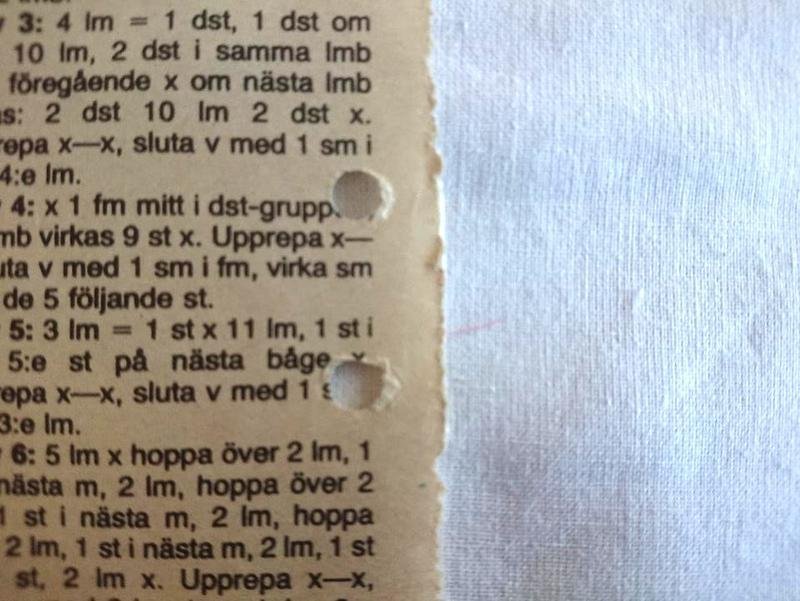 3: 4 lm = 1 dst, 1 dst om
10 lm, 2 dst i samma lmb
föregående x om nästa lmb
s: 2 dst 10 lm 2 dst x.
epa x—x, sluta v med 1 sm i
4:e lm.
4: x 1 fm mitt i dst-grupp
mb virkas 9 st x. Upprepa x—
uta v med 1 sm i fm, virka sm
de 5 följande st.
5: 3 lm = 1 st x 11 lm, 1 st i
5:e st på nästa båge x
epa x—x, sluta v med 1 s
3:e lm.
6: 5 lm x hoppa över 2 lm, 1
nästa m, 2 lm, hoppa över 2
1 st i nästa m, 2 lm, hoppa
2 lm, 1 st i nästa m, 2 lm, 1 st
st, 2 lm x. Upprepa x—x,